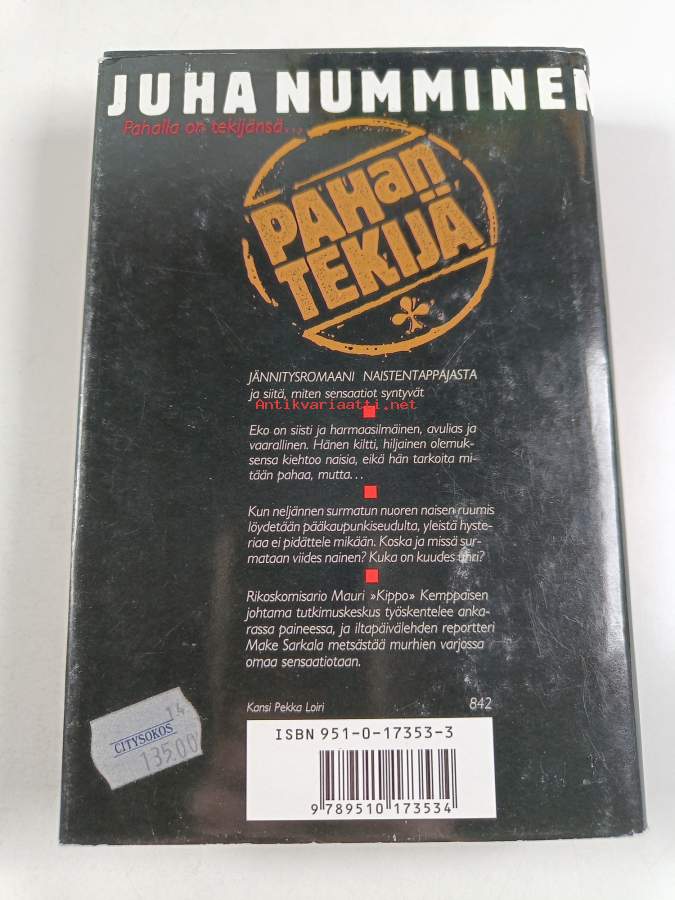 JUHA NUMMINEN
Pahalla on tekijänsä...
PAHan
TEKIJÄ
JÄNNITYSROMAANI NAISTENTAPPAJASTA
ja siitä, miten sensaatiot syntyvät
Antikvariaatti.net
Eko on siisti ja harmaasilmäinen, avulias ja
vaarallinen. Hänen kiltti, hiljainen olemuk-
sensa kiehtoo naisia, eikä hän tarkoita mi-
tään pahaa, mutta...
Kun neljännen surmatun nuoren naisen ruumis
löydetään pääkaupunkiseudulta, yleistä hyste-
riaa ei pidättele mikään. Koska ja missä sur-
mataan viides nainen? Kuka on kuudes uhri?
Rikoskomisario Mauri »Kippo» Kemppaisen
johtama tutkimuskeskus työskentelee anka-
rassa paineessa, ja iltapäivälehden reportteri
Make Sarkala metsästää murhien varjossa
omaa sensaatiotaan.
Kansi Pekka Loiri 842
ISBN 951-0-17353-3
9 789510 173534
14
CITYSOKOS
135.00